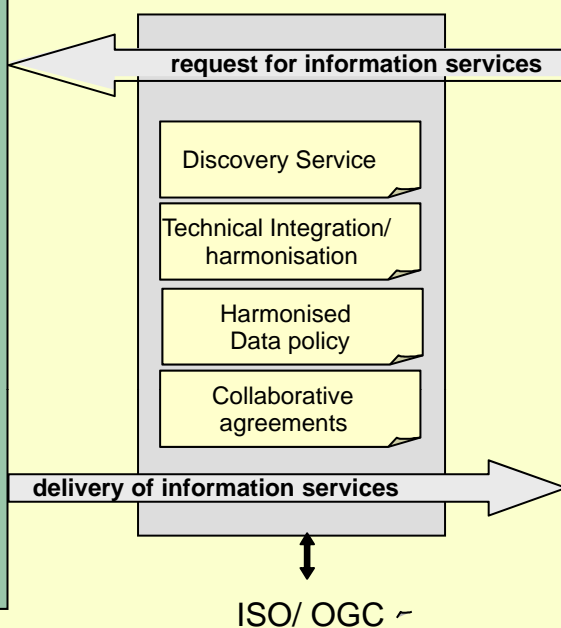 request for information services
Discovery Service
Technical Integration/
harmonisation
Harmonised
Data policy
Collaborative
agreements
delivery of information services
ISO/ OGC